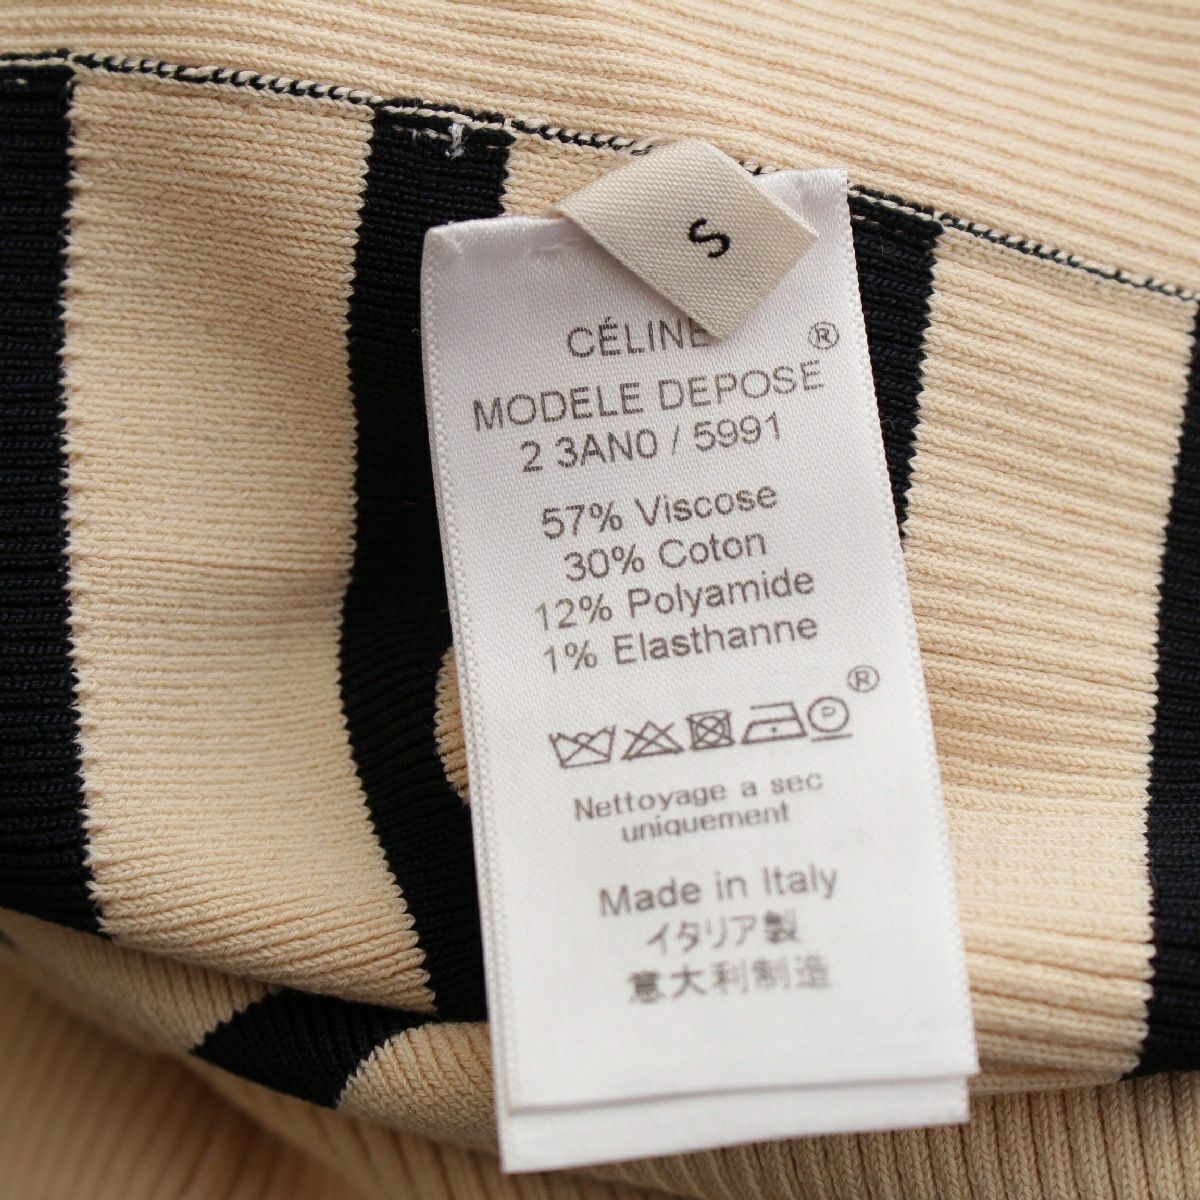 S
CÉLINE ®
MODELE DEPOSE
2 3AN0 / 5991
57% Viscose
30% Coton
12% Polyamide
1% Elasthanne
P ®
Nettoyage a sec
uniquement
Made in Italy
イタリア製
意大利制造